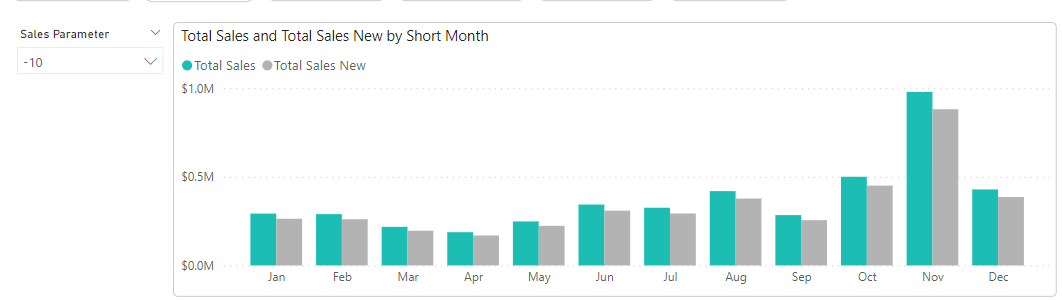 Sales Parameter
-10
Total Sales and Total Sales New by Short Month
Total Sales Total Sales New
$1.0M
$0.5M
$0.0M
Jan Feb Mar Apr May Jun Jul Aug Sep Oct Nov Dec